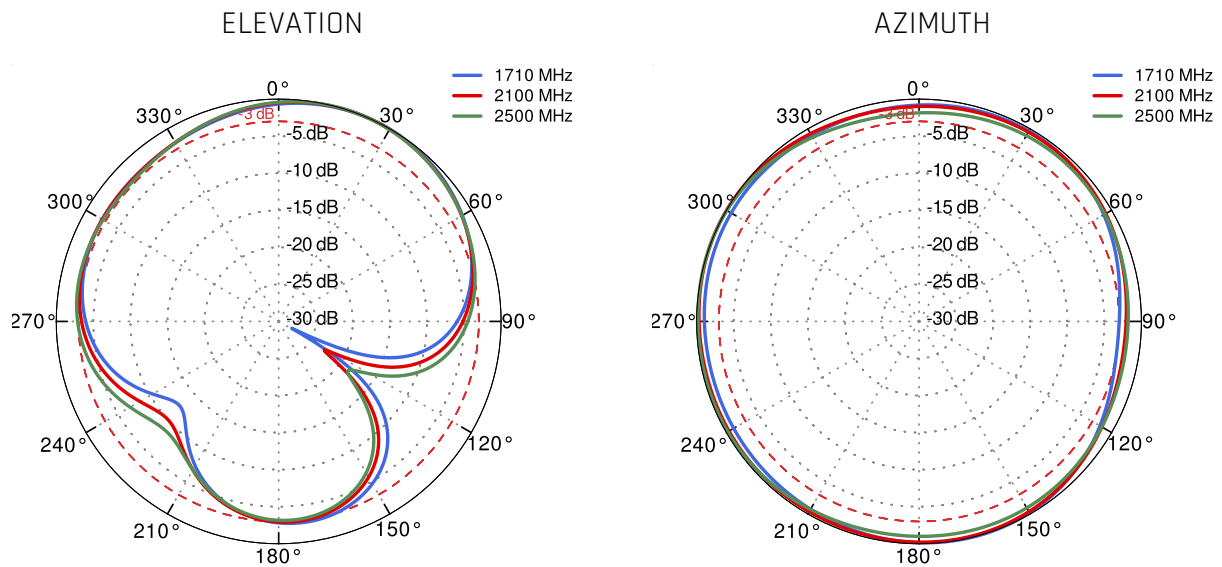 ELEVATION
1710 MHz
2100 MHz
2500 MHz
0°
30°
60°
90°
120°
150°
180°
210°
240°
270°
300°
330°
-3 dB
-5 dB
-10 dB
-15 dB
-20 dB
-25 dB
-30 dB
AZIMUTH
1710 MHz
2100 MHz
2500 MHz
0°
30°
60°
90°
120°
150°
180°
210°
240°
270°
300°
330°
-3 dB
-5 dB
-10 dB
-15 dB
-20 dB
-25 dB
-30 dB